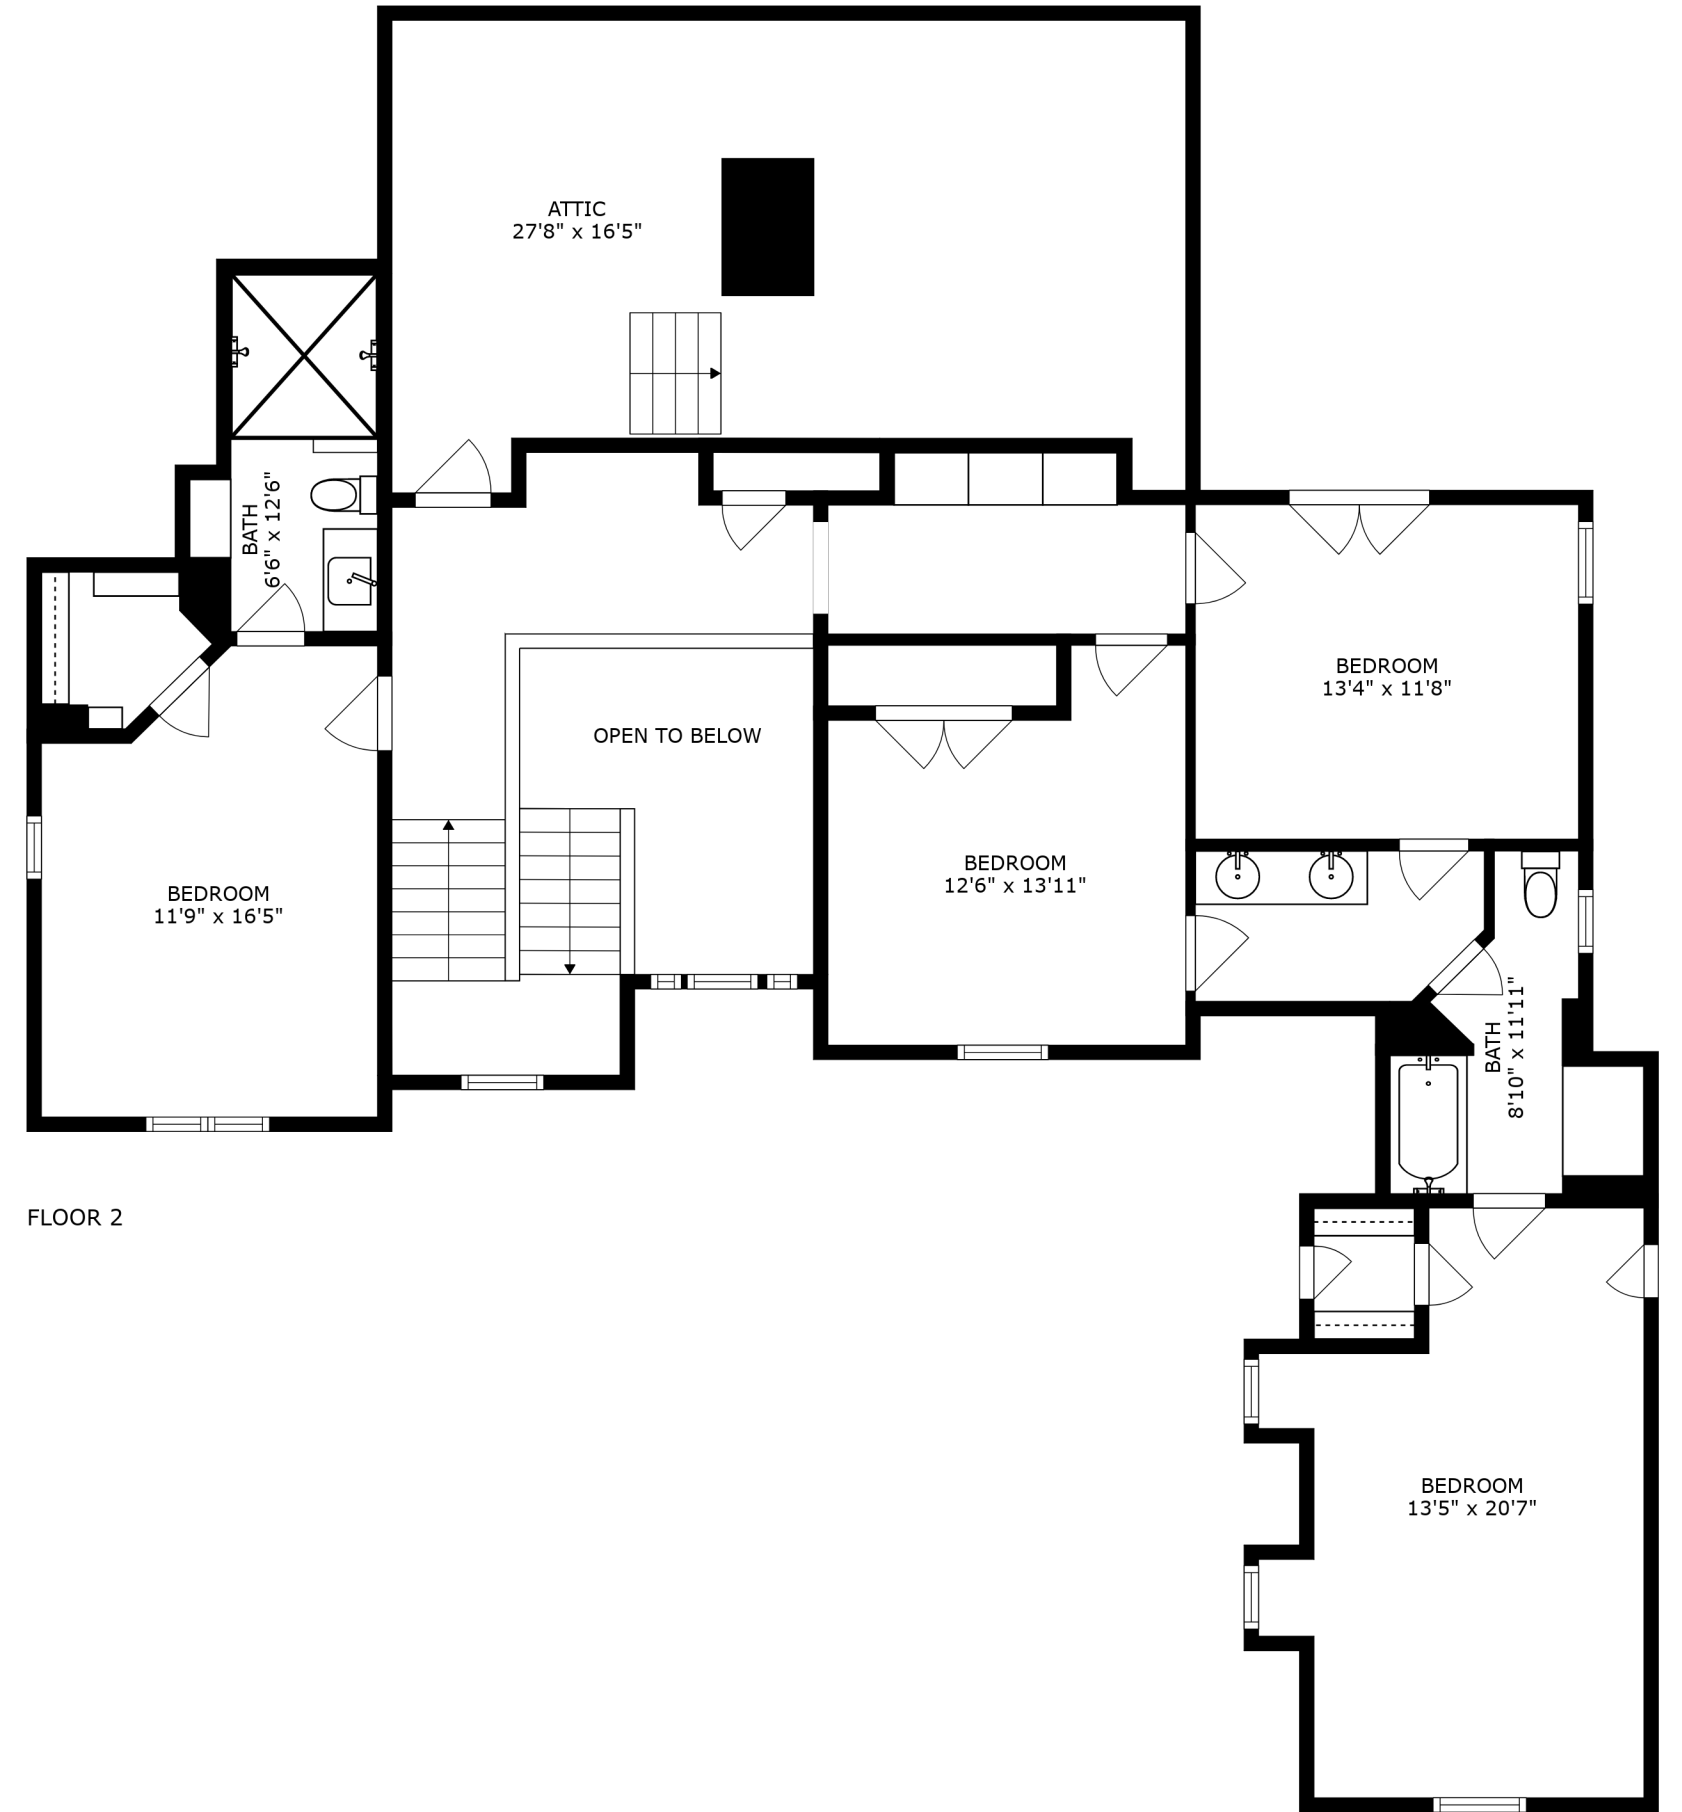 ATTIC
27'8" x 16'5"
BATH
6'6" x 12'6"
BEDROOM
13'4" x 11'8"
OPEN TO BELOW
BEDROOM
12'6" x 13'11"
BEDROOM
11'9" x 16'5"
BATH
8'10" x 11'11"
FLOOR 2
BEDROOM
13'5" x 20'7"